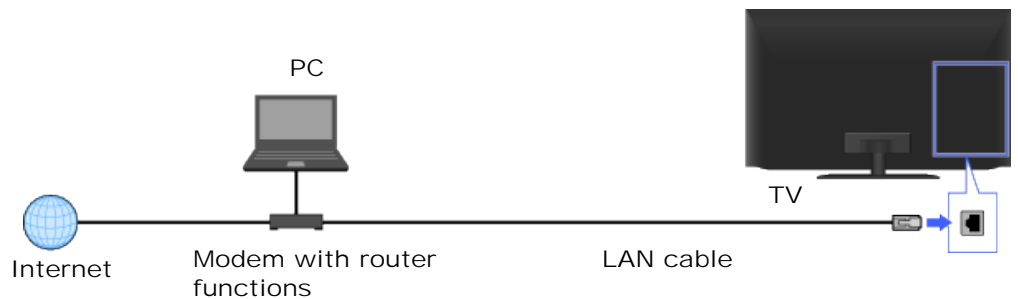 PC
TV
Internet
Modem with router
functions
LAN cable